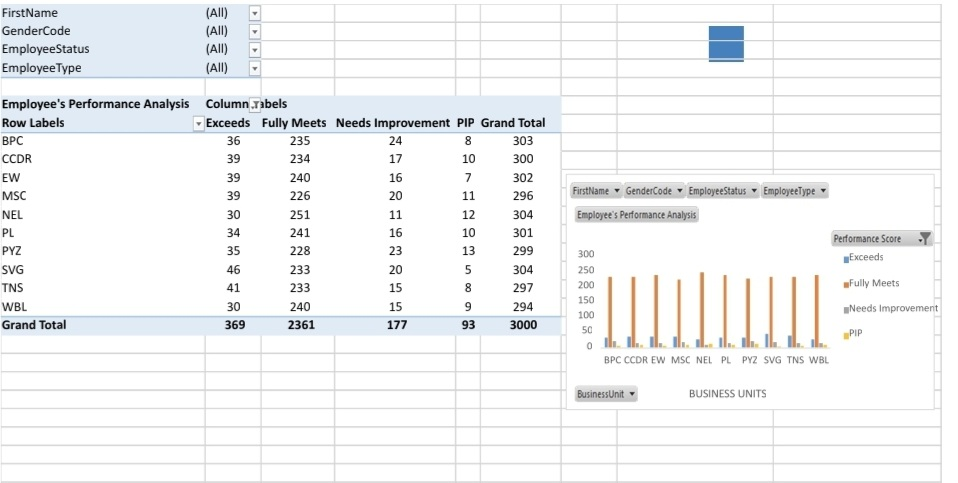 FirstName (All)
GenderCode (All)
EmployeeStatus (All)
EmployeeType (All)
Employee's Performance Analysis Column Labels
Row Labels Exceeds Fully Meets Needs Improvement PIP Grand Total
BPC 36 235 24 8 303
CCDR 39 234 17 10 300
EW 39 240 16 7 302
MSC 39 226 20 11 296
NEL 30 251 11 12 304
PL 34 241 16 10 301
PYZ 35 228 23 13 299
SVG 46 233 20 5 304
TNS 41 233 15 8 297
WBL 30 240 15 9 294
Grand Total 369 2361 177 93 3000
FirstName GenderCode EmployeeStatus EmployeeType
Employee's Performance Analysis
Performance Score
Exceeds
Fully Meets
Needs Improvement
PIP
300
250
200
150
100
50
0
BPC CCDR EW MSC NEL PL PYZ SVG TNS WBL
BusinessUnit BUSINESS UNITS